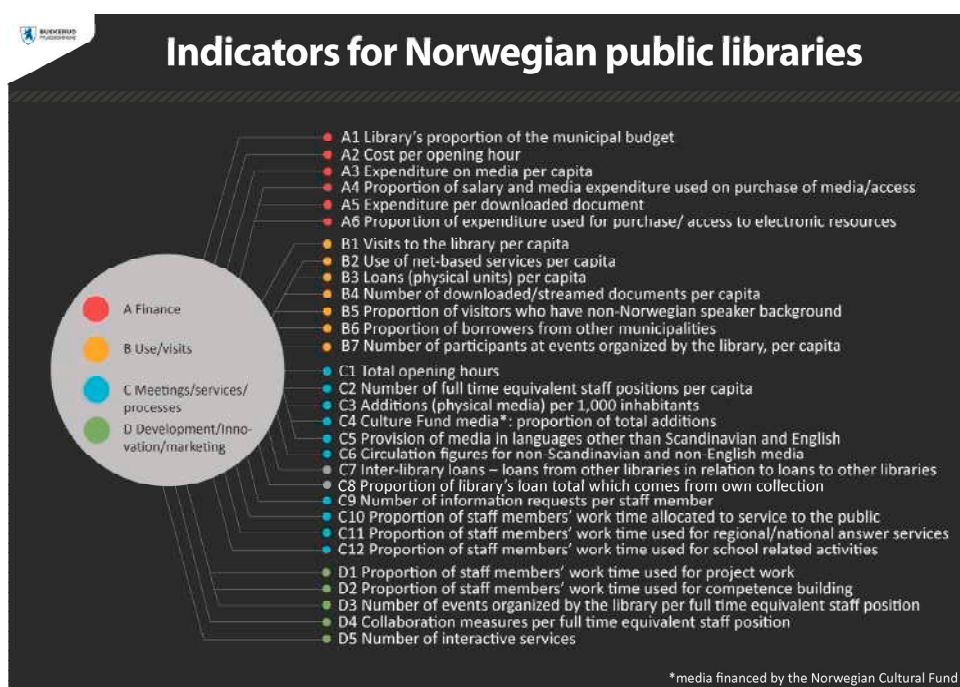 BUSKERUD
Indicators for Norwegian public libraries
A1 Library's proportion of the municipal budget
A2 Cost per opening hour
A3 Expenditure on media per capita
A4 Proportion of salary and media expenditure used on purchase of media/access
A5 Expenditure per downloaded document
A6 Proportion of expenditure used for purchase/ access to electronic resources
B1 Visits to the library per capita
B2 Use of net-based services per capita
B3 Loans (physical units) per capita
B4 Number of downloaded/streamed documents per capita
B5 Proportion of visitors who have non-Norwegian speaker background
B6 Proportion of borrowers from other municipalities
B7 Number of participants at events organized by the library, per capita
A Finance
B Use/visits
C Meetings/services/
processes
D Development/Inno-
vation/marketing
C1 Total opening hours
C2 Number of full time equivalent staff positions per capita
C3 Additions (physical media) per 1,000 inhabitants
C4 Culture Fund media*: proportion of total additions
C5 Provision of media in languages other than Scandinavian and English
C6 Circulation figures for non-Scandinavian and non-English media
C7 Inter-library loans – loans from other libraries in relation to loans to other libraries
C8 Proportion of library's loan total which comes from own collection
C9 Number of information requests per staff member
C10 Proportion of staff members' work time allocated to service to the public
C11 Proportion of staff members' work time used for regional/national answer services
C12 Proportion of staff members' work time used for school related activities
D1 Proportion of staff members' work time used for project work
D2 Proportion of staff members' work time used for competence building
D3 Number of events organized by the library per full time equivalent staff position
D4 Collaboration measures per full time equivalent staff position
D5 Number of interactive services
*media financed by the Norwegian Cultural Fund